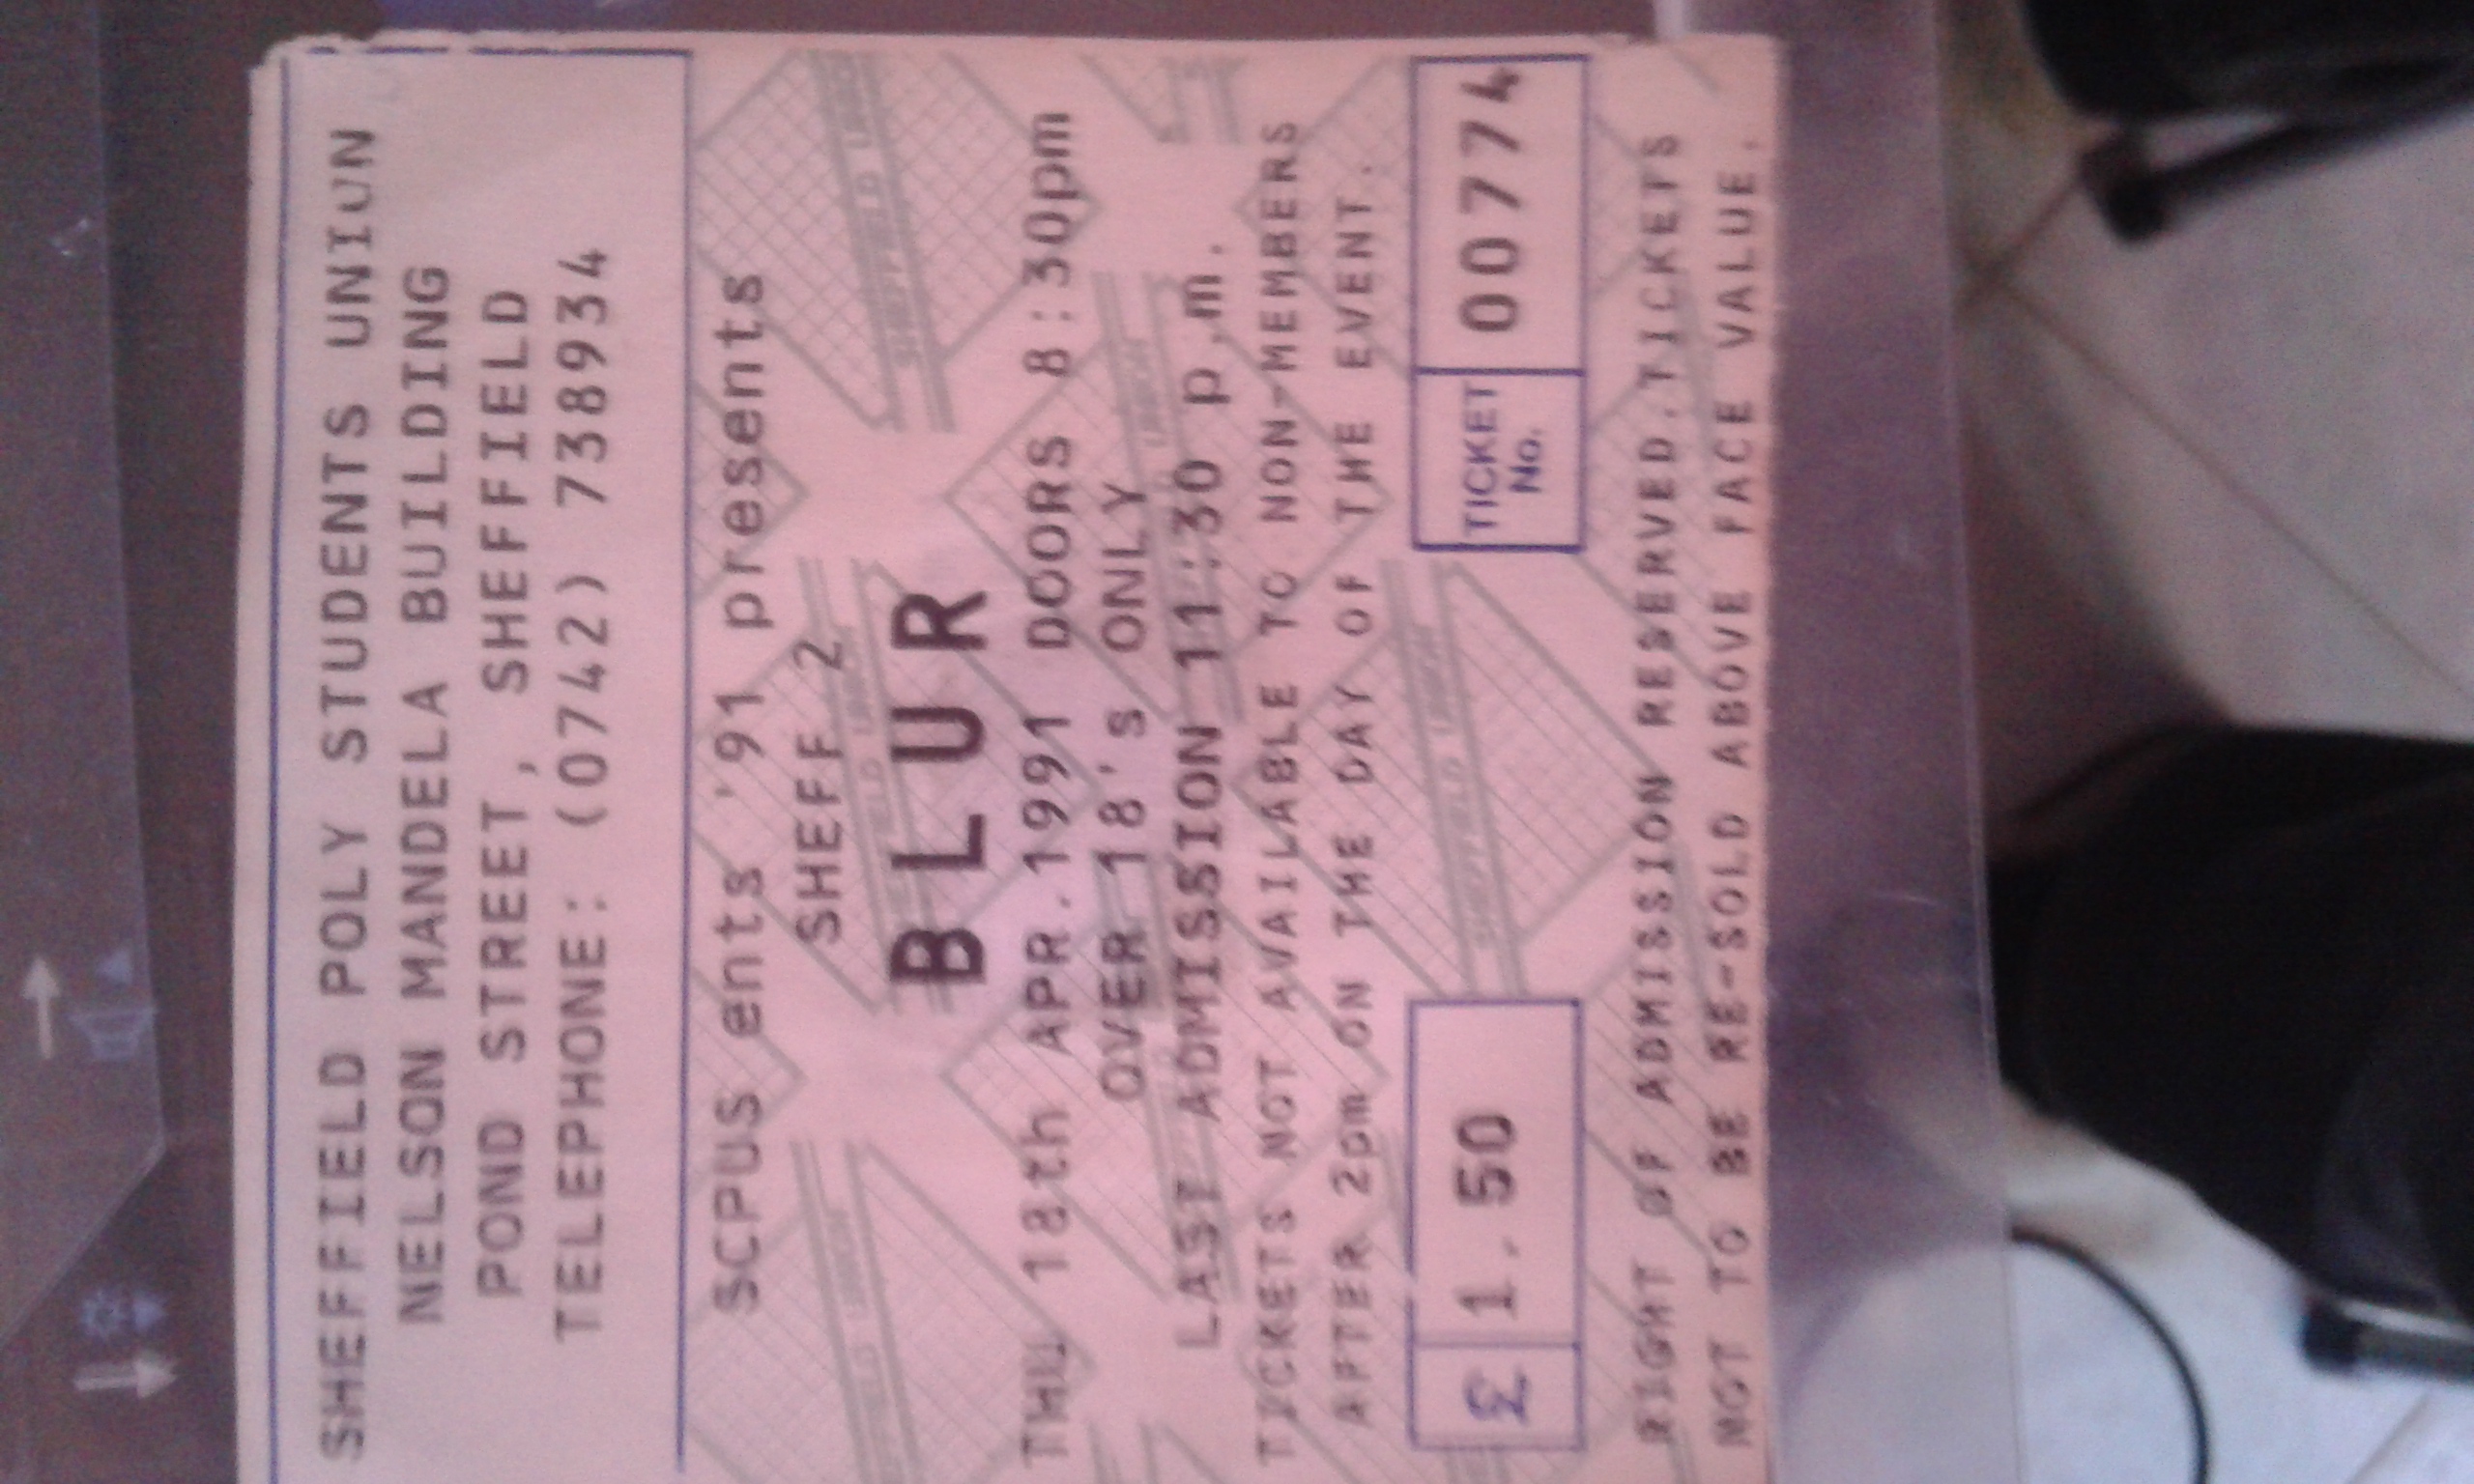 SHEFFIELD POLY STUDENTS UNION
NELSON MANDELA BUILDING
POND STREET, SHEFFIELD
TELEPHONE: (0742) 738934
SCPUS ents '91 presents
SHEFF 2
BLUR
THU 18th APR.1991 DOORS 8:30pm
OVER 18's ONLY
LAST ADMISSION 11:30 p.m.
TICKETS NOT AVAILABLE TO NON-MEMBERS
AFTER 2pm ON THE DAY OF THE EVENT.
£ 1.50 TICKET No. 00774
RIGHT OF ADMISSION RESERVED.TICKETS
NOT TO BE RE-SOLD ABOVE FACE VALUE.